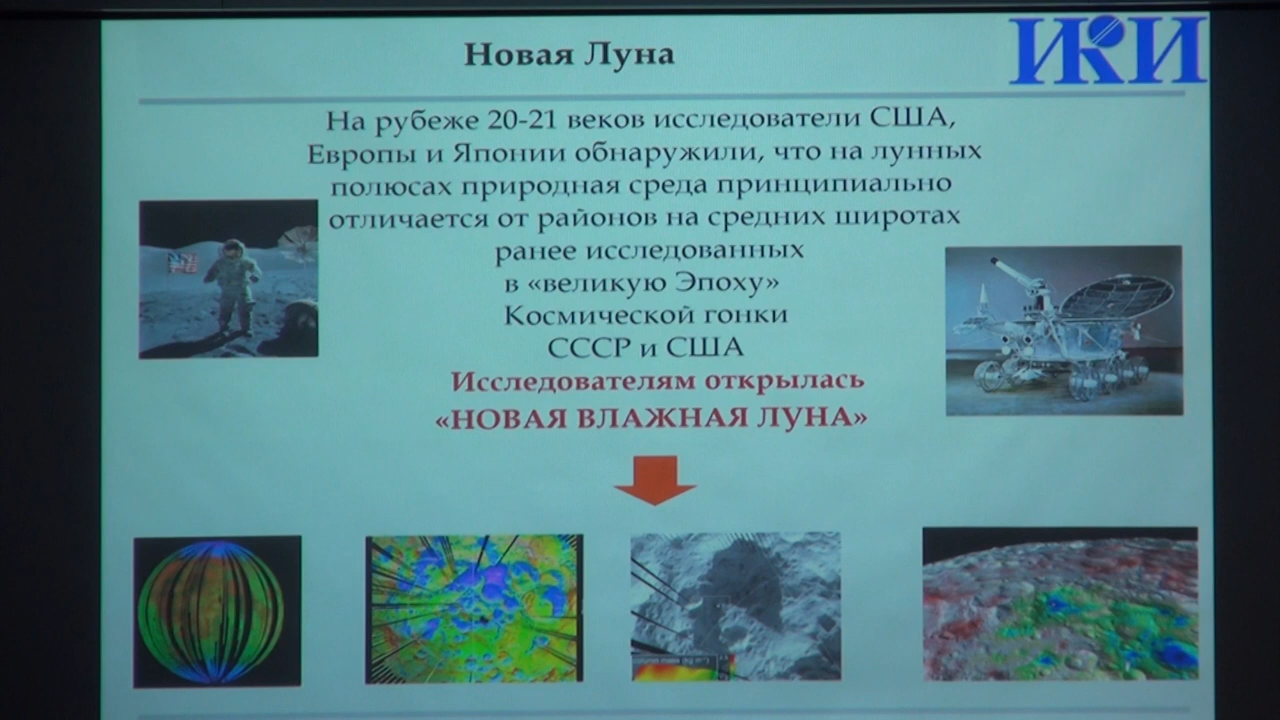 Новая Луна
ИКИ
На рубеже 20-21 веков исследователи США,
Европы и Японии обнаружили, что на лунных
полюсах природная среда принципиально
отличается от районов на средних широтах
ранее исследованных
в «великую Эпоху»
Космической гонки
СССР и США
Исследователям открылась
«НОВАЯ ВЛАЖНАЯ ЛУНА»